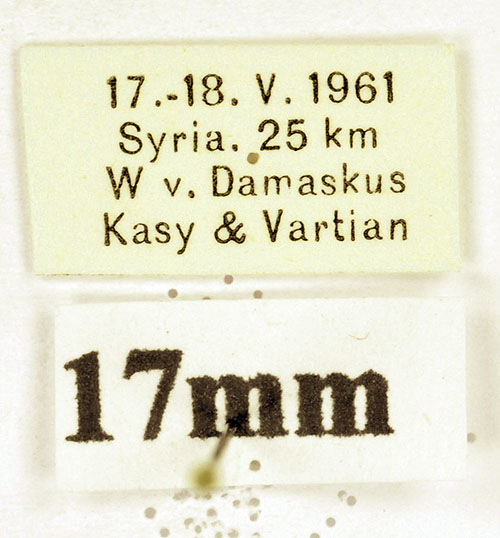 17.-18. V. 1961
Syria. 25 km
W v. Damaskus
Kasy & Vartian
17mm